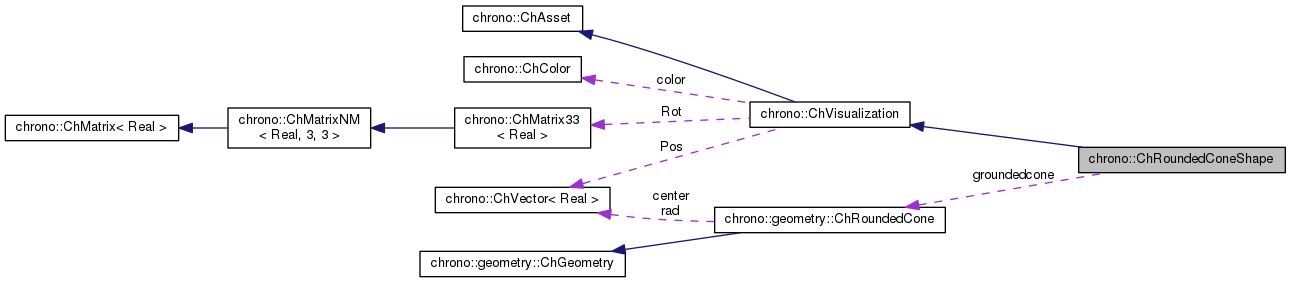 chrono::ChAsset
chrono::ChColor
color
chrono::ChMatrix< Real >
chrono::ChMatrixNM
< Real, 3, 3 >
chrono::ChMatrix33
< Real >
Rot
chrono::ChVisualization
Pos
chrono::ChRoundedConeShape
groundedcone
chrono::ChVector< Real >
center
rad
chrono::geometry::ChRoundedCone
chrono::geometry::ChGeometry